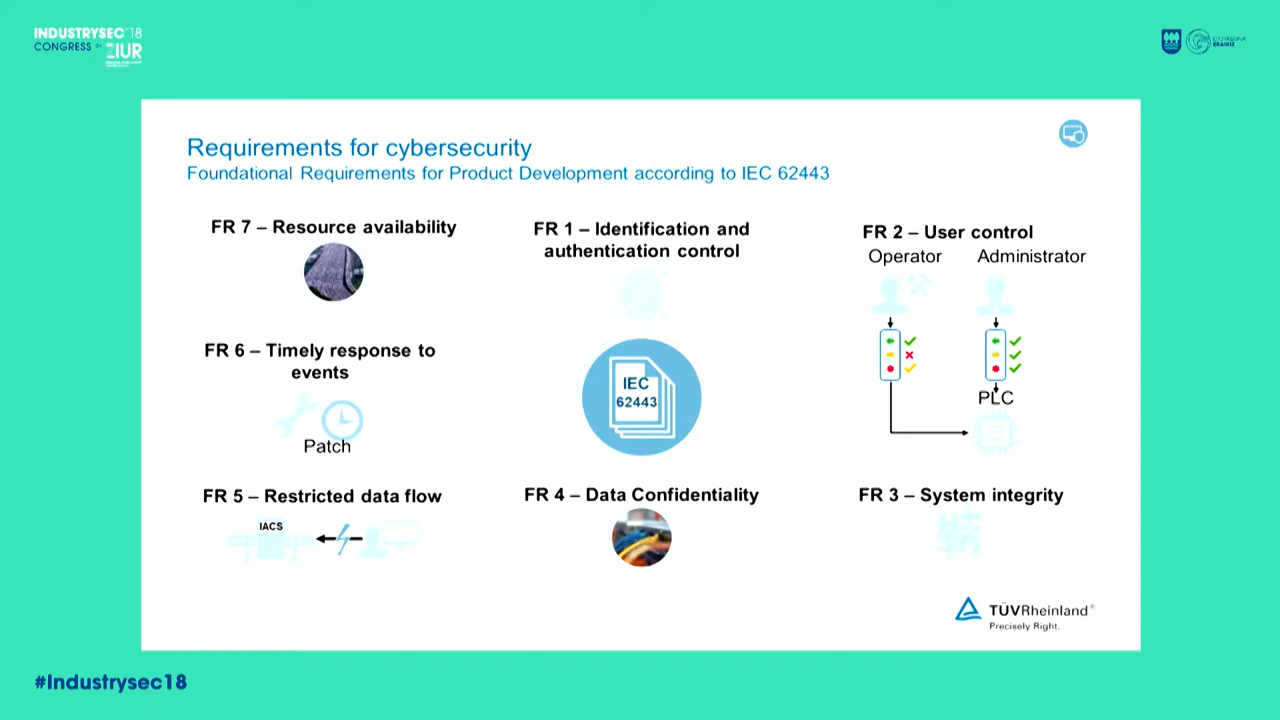 INDUSTRYSEC'18
CONGRESS BY ZIUR
Requirements for cybersecurity
Foundational Requirements for Product Development according to IEC 62443
FR 7 – Resource availability
FR 1 – Identification and
authentication control
FR 2 – User control
Operator
Administrator
FR 6 – Timely response to
events
Patch
IEC
62443
PLC
FR 5 – Restricted data flow
IACS
FR 4 – Data Confidentiality
FR 3 – System integrity
TÜVRheinland®
Precisely Right.
#Industrysec18